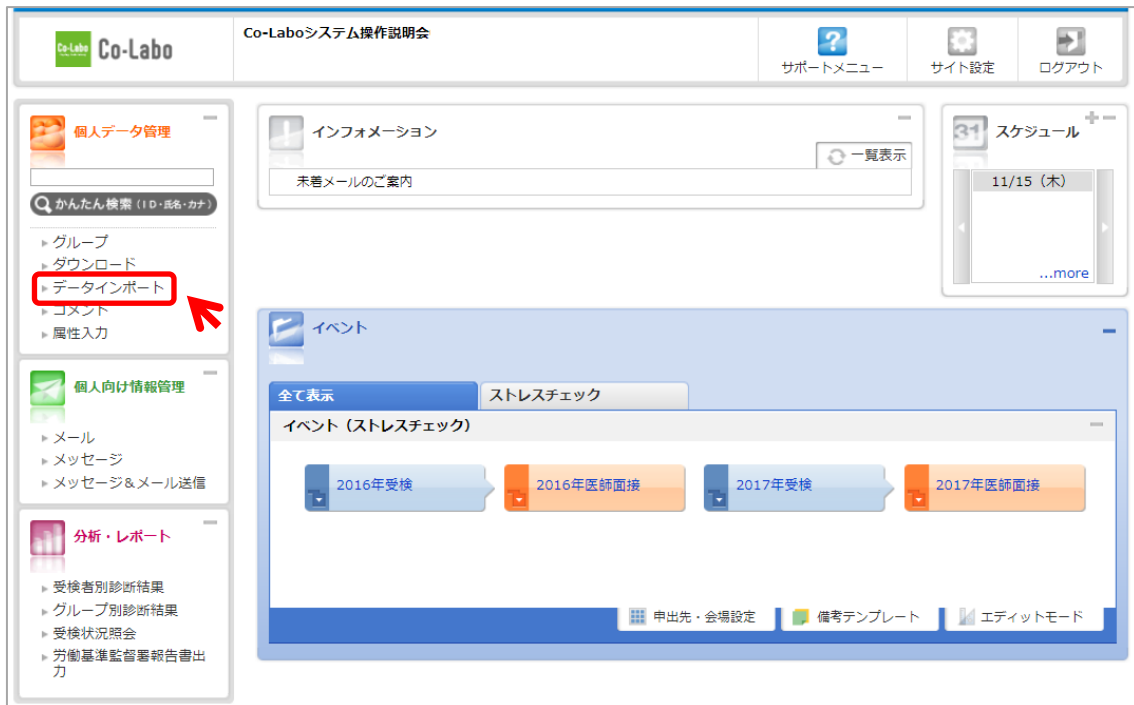 Co-Labo Co-Labo
Co-Laboシステム操作説明会
サポートメニュー
サイト設定
ログアウト
個人データ管理
かんたん検索(ID・氏名・カナ)
グループ
ダウンロード
データインポート
コメント
属性入力
個人向け情報管理
メール
メッセージ
メッセージ&メール送信
分析・レポート
受検者別診断結果
グループ別診断結果
受検状況照会
労働基準監督署報告書出
力
インフォメーション
一覧表示
未着メールのご案内
31 スケジュール
11/15(木)
...more
イベント
全て表示
ストレスチェック
イベント(ストレスチェック)
2016年受検
2016年医師面接
2017年受検
2017年医師面接
申出先・会場設定
備考テンプレート
エディットモード